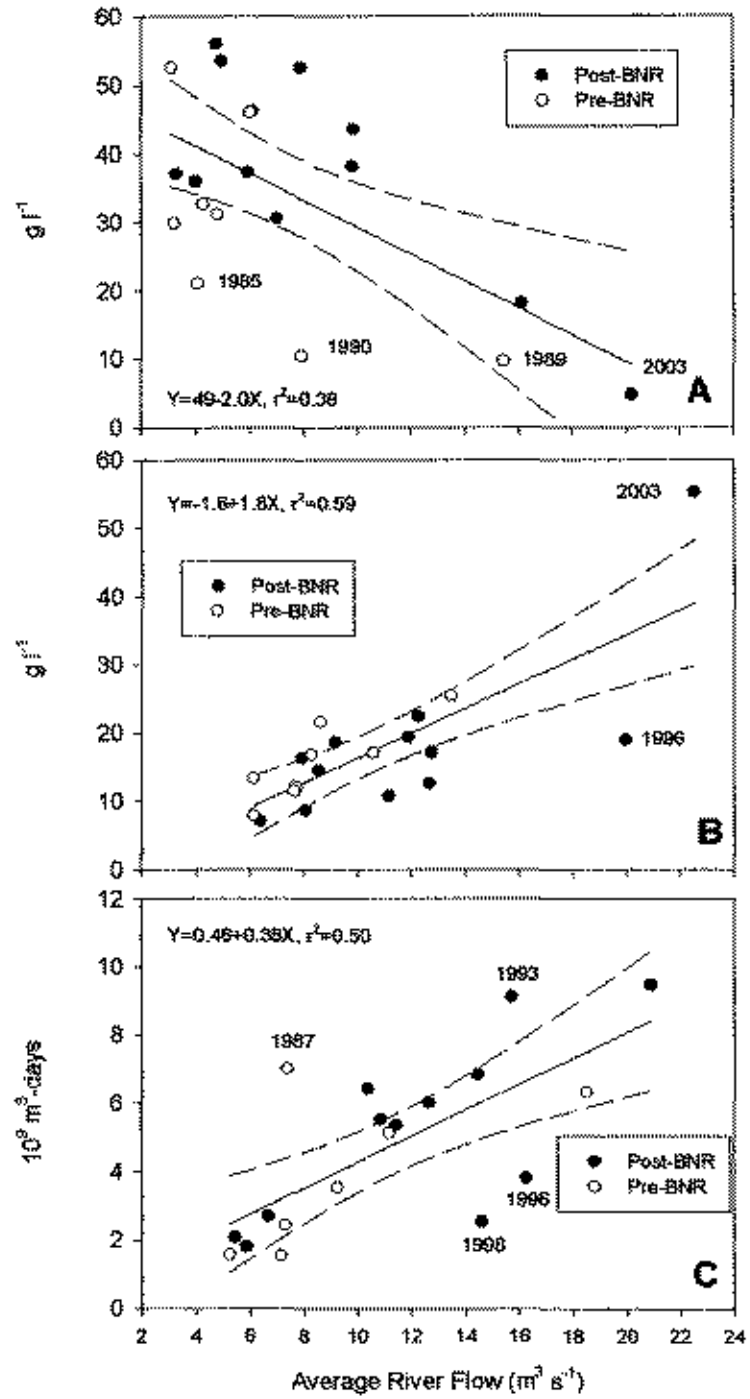 60
50
40
30
20
10
0
g l⁻¹
● Post-BNR
○ Pre-BNR
1985
1990
1989
2003
Y=49-2.0X, r²=0.38
A
60
50
40
30
20
10
0
g l⁻¹
Y=-1.6+1.8X, r²=0.59
2003
● Post-BNR
○ Pre-BNR
1996
B
12
10
8
6
4
2
0
10⁹ m³-days
Y=0.46+0.38X, r²=0.50
1993
1987
● Post-BNR
○ Pre-BNR
1996
1998
C
2 4 6 8 10 12 14 16 18 20 22 24
Average River Flow (m³ s⁻¹)